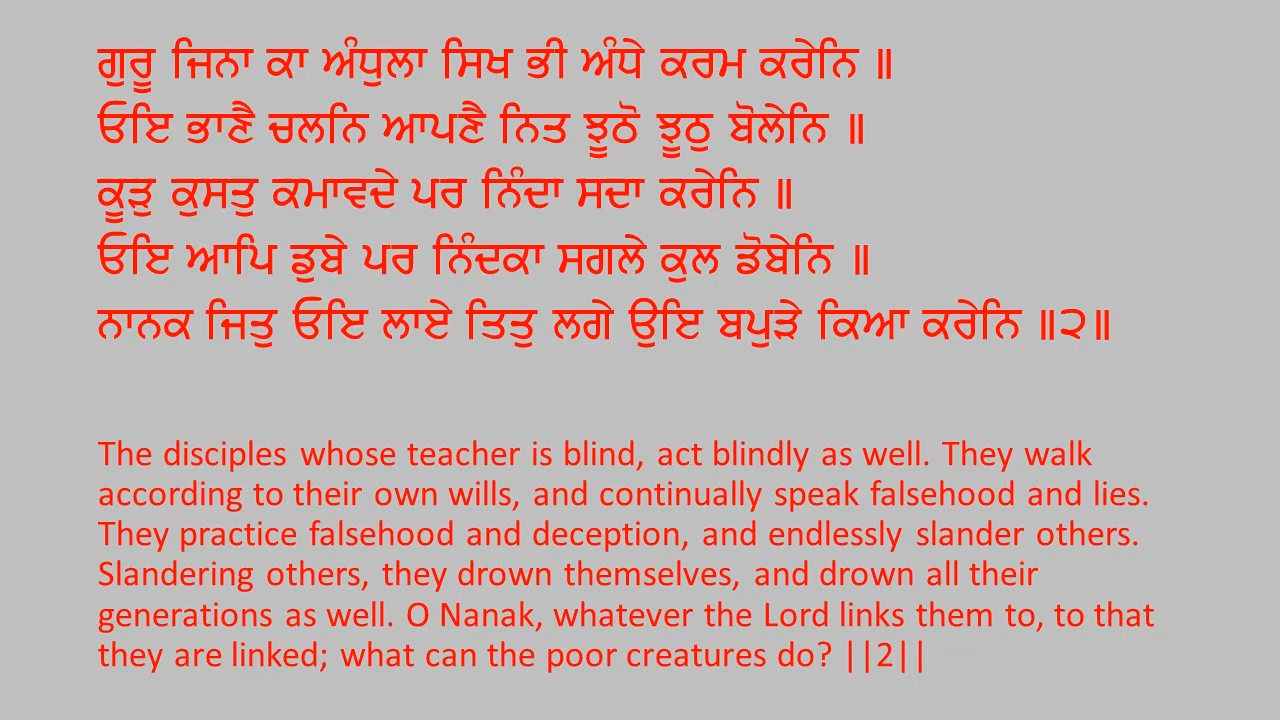 ਗੁਰੂ ਜਿਨਾ ਕਾ ਅੰਧੁਲਾ ਸਿਖ ਭੀ ਅੰਧੇ ਕਰਮ ਕਰੇਨਿ ॥
ਓਇ ਭਾਣੈ ਚਲਨਿ ਆਪਣੈ ਨਿਤ ਝੂਠੋ ਝੂਠੁ ਬੋਲੇਨਿ ॥
ਕੂੜੁ ਕੁਸਤੁ ਕਮਾਵਦੇ ਪਰ ਨਿੰਦਾ ਸਦਾ ਕਰੇਨਿ ॥
ਓਇ ਆਪਿ ਡੁਬੇ ਪਰ ਨਿੰਦਕਾ ਸਗਲੇ ਕੁਲ ਡੋਬੇਨਿ ॥
ਨਾਨਕ ਜਿਤੁ ਓਇ ਲਾਏ ਤਿਤੁ ਲਗੇ ਉਇ ਬਪੁੜੇ ਕਿਆ ਕਰੇਨਿ ॥੨॥
The disciples whose teacher is blind, act blindly as well. They walk
according to their own wills, and continually speak falsehood and lies.
They practice falsehood and deception, and endlessly slander others.
Slandering others, they drown themselves, and drown all their
generations as well. O Nanak, whatever the Lord links them to, to that
they are linked; what can the poor creatures do? ||2||